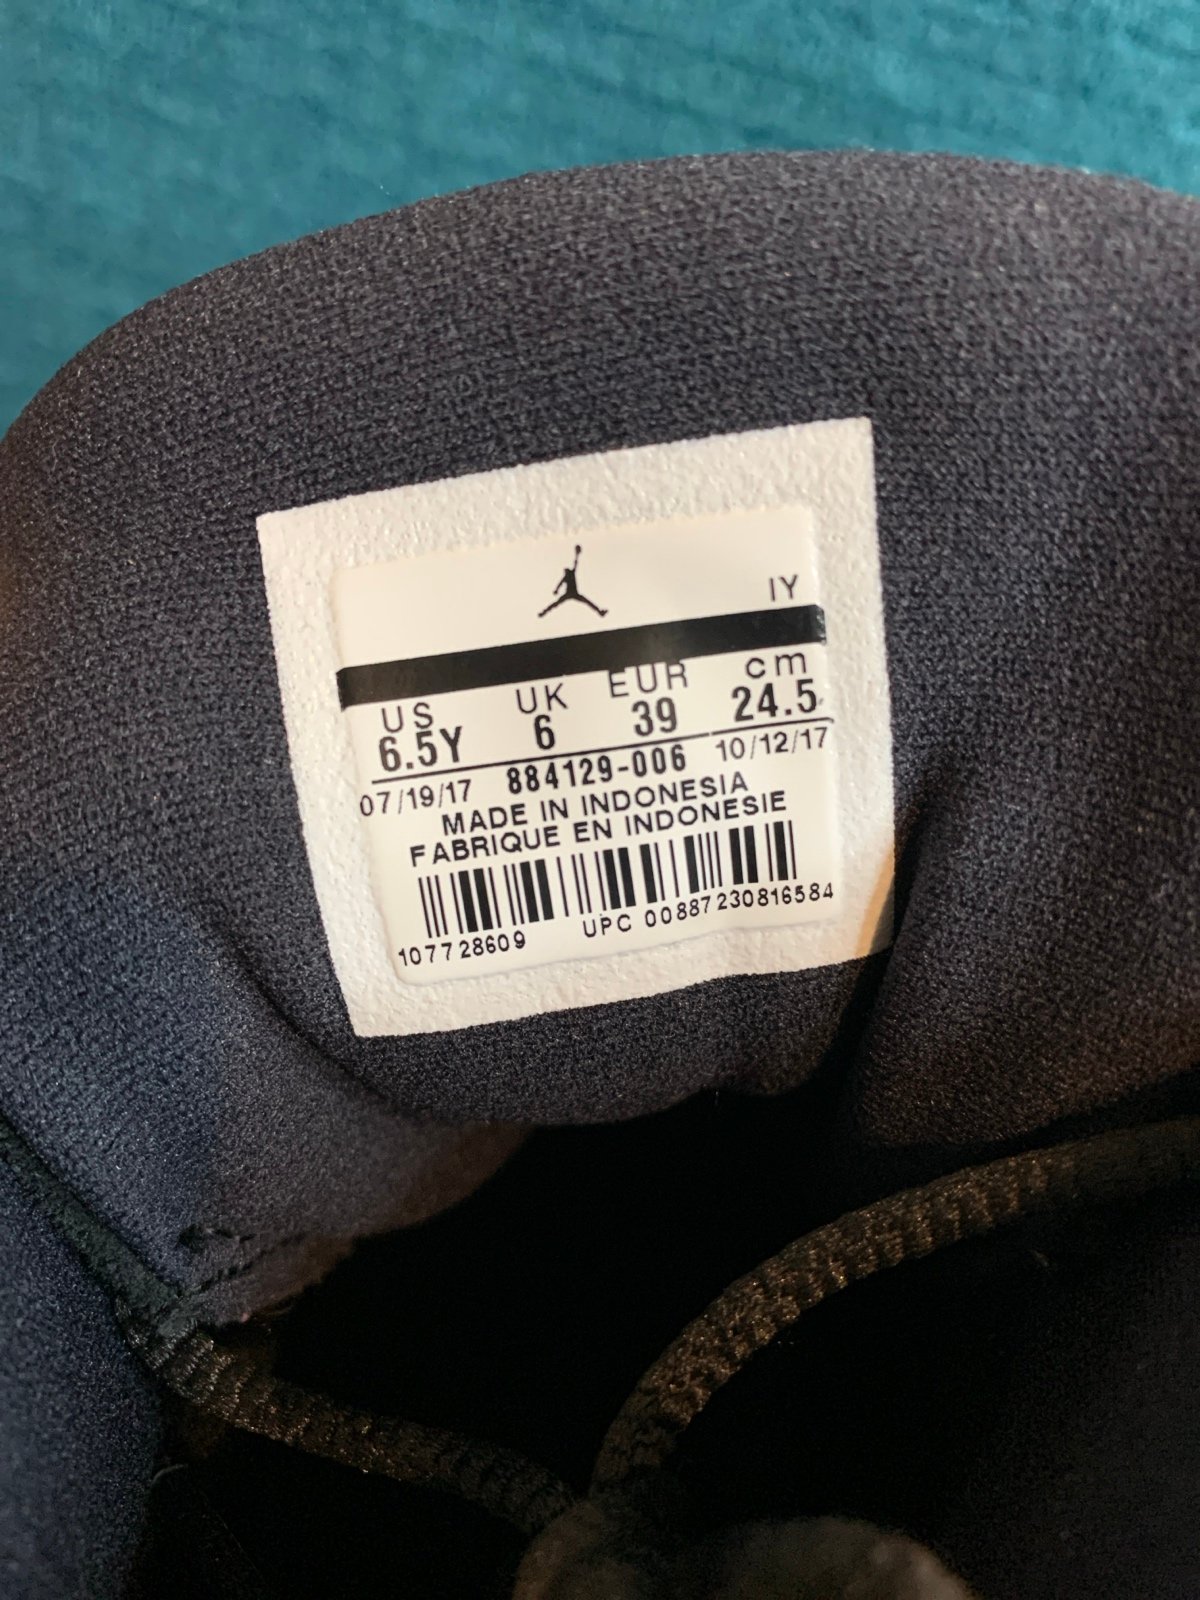 IY
US UK EUR cm
6.5Y 6 39 24.5
07/19/17 884129-006 10/12/17
MADE IN INDONESIA
FABRIQUE EN INDONESIE
107728609 UPC 00887230816584